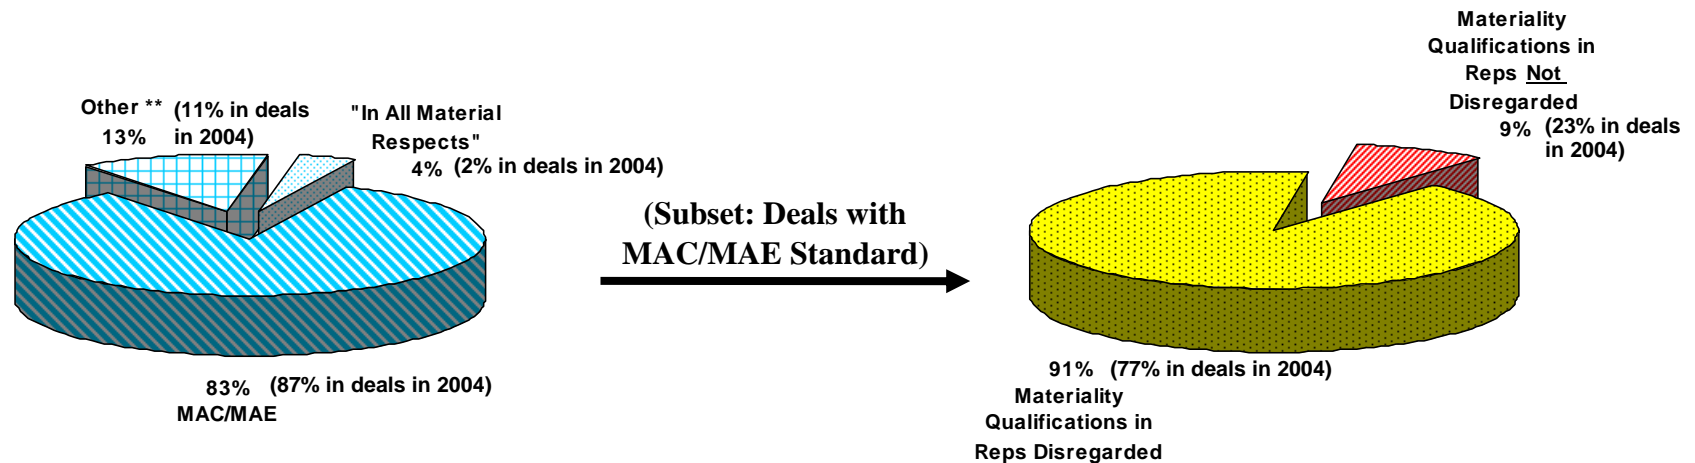 Other ** (11% in deals
13% in 2004)
"In All Material
Respects"
4% (2% in deals in 2004)
83% (87% in deals in 2004)
MAC/MAE
(Subset: Deals with
MAC/MAE Standard)
Materiality
Qualifications in
Reps Not
Disregarded
9% (23% in deals
in 2004)
91% (77% in deals in 2004)
Materiality
Qualifications in
Reps Disregarded